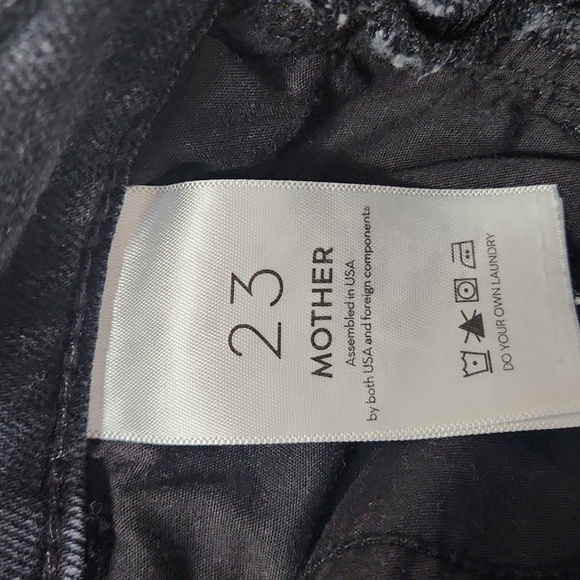 23
MOTHER
Assembled in USA
by both USA and foreign components
DO YOUR OWN LAUNDRY